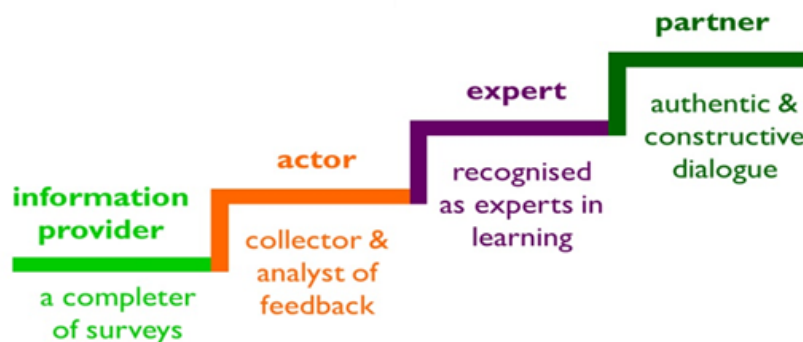 information
provider
a completer
of surveys
actor
collector &
analyst of
feedback
expert
recognised
as experts in
learning
partner
authentic &
constructive
dialogue